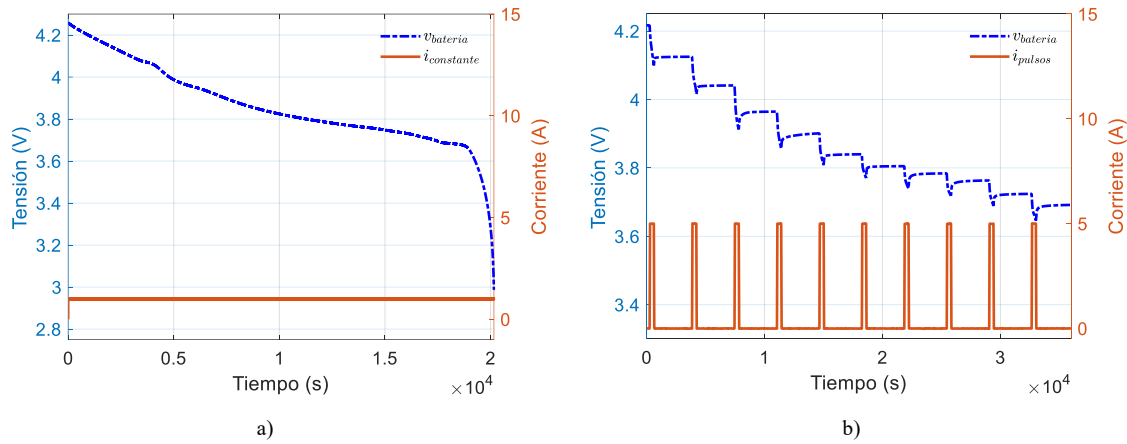 4.2
4
3.8
3.6
3.4
3.2
3
2.8
Tensión (V)
15
10
5
0
Corriente (A)
v_bateria
i_constante
0
0.5
1
1.5
2
Tiempo (s)
×10^4
a)
4.2
4
3.8
3.6
3.4
Tensión (V)
15
10
5
0
Corriente (A)
v_bateria
i_pulsos
0
1
2
3
Tiempo (s)
×10^4
b)